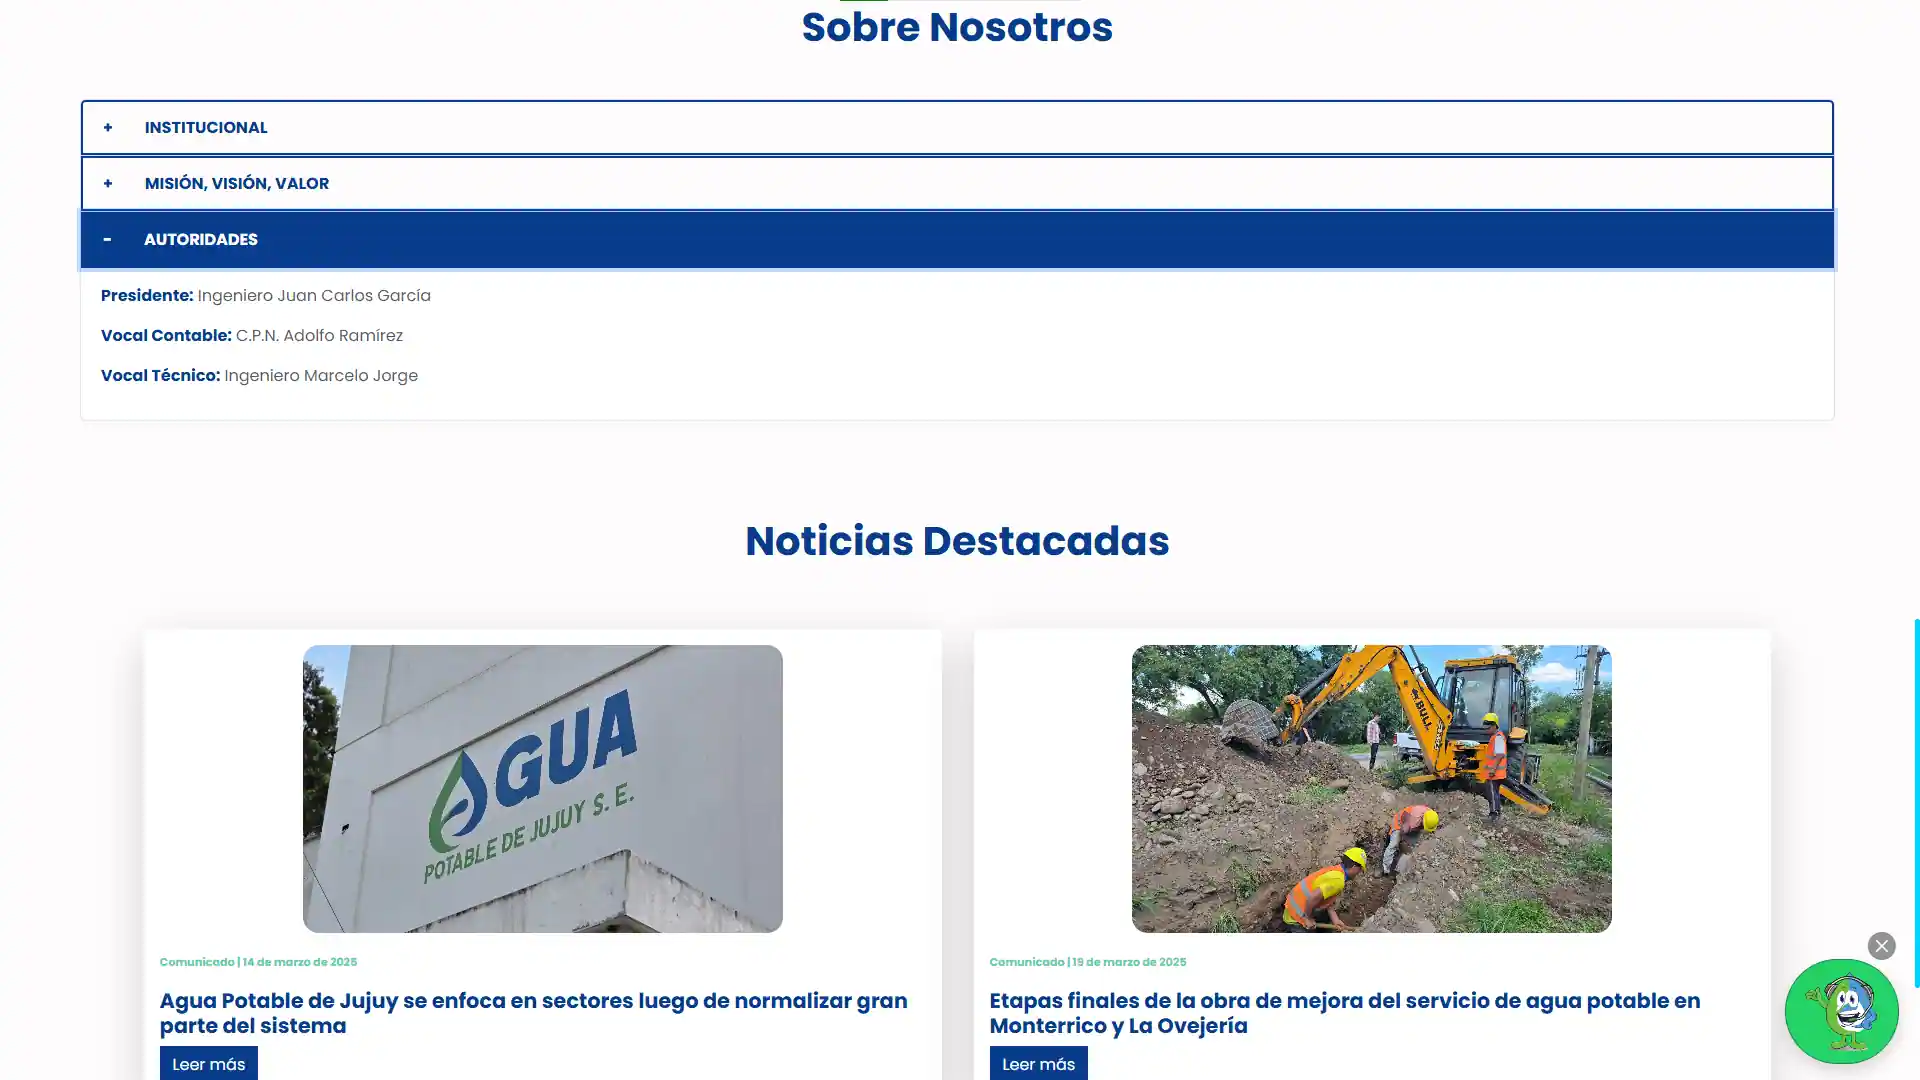 Sobre Nosotros
+ INSTITUCIONAL
+ MISIÓN, VISIÓN, VALOR
- AUTORIDADES
Presidente: Ingeniero Juan Carlos García
Vocal Contable: C.P.N. Adolfo Ramírez
Vocal Técnico: Ingeniero Marcelo Jorge
Noticias Destacadas
AGUA
POTABLE DE JUJUY S. E.
BULL
Comunicado | 14 de marzo de 2025
Agua Potable de Jujuy se enfoca en sectores luego de normalizar gran
parte del sistema
Leer más
Comunicado | 19 de marzo de 2025
Etapas finales de la obra de mejora del servicio de agua potable en
Monterrico y La Ovejería
Leer más